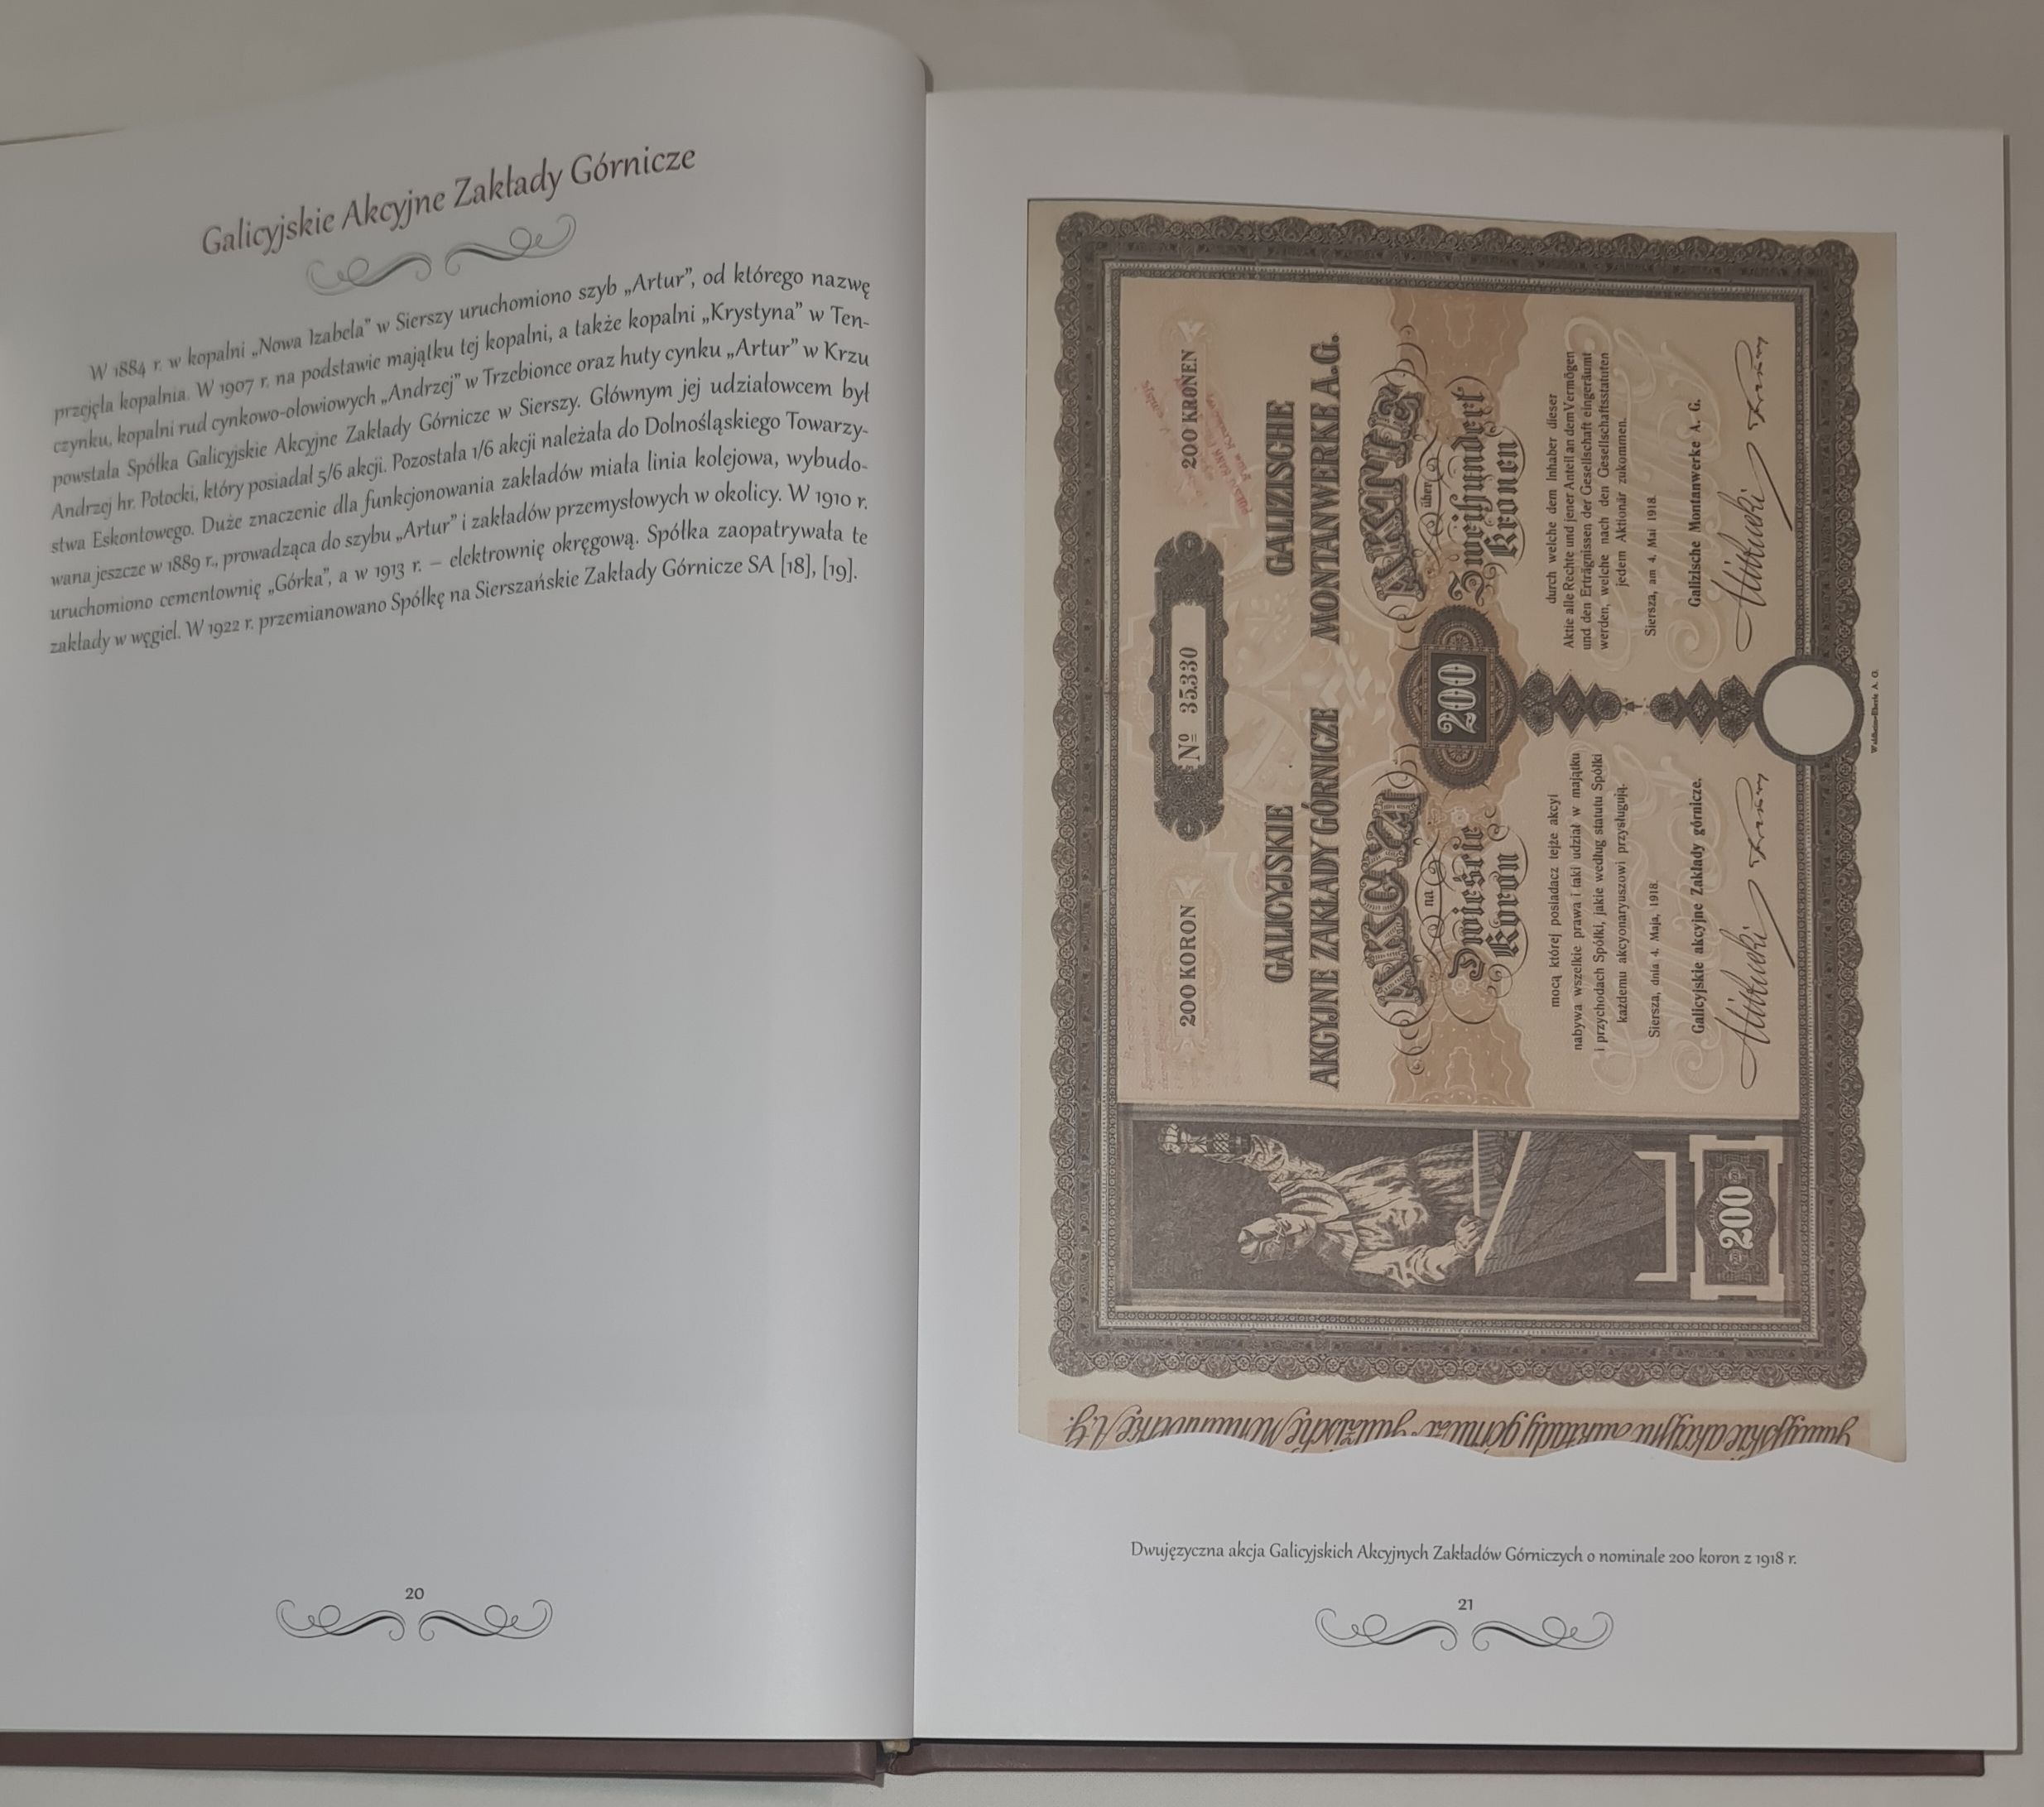 Galicyjskie Akcyjne Zakłady Górnicze
W 1884 r. w kopalni „Nowa Izabela” w Sierszy uruchomiono szyb „Artur”, od którego nazwę
przejęła kopalnia. W 1907 r. na podstawie majątku tej kopalni, a także kopalni „Krystyna” w Ten-
czynku, kopalni rud cynkowo-ołowiowych „Andrzej” w Trzebionce oraz huty cynku „Artur” w Krzu
powstała Spółka Galicyjskie Akcyjne Zakłady Górnicze w Sierszy. Głównym jej udziałowcem był
Andrzej hr. Potocki, który posiadał 5/6 akcji. Pozostała 1/6 akcji należała do Dolnośląskiego Towarzy-
stwa Eskontowego. Duże znaczenie dla funkcjonowania zakładów miała linia kolejowa, wybudo-
wana jeszcze w 1889 r., prowadząca do szybu „Artur” i zakładów przemysłowych w okolicy. W 1910 r.
uruchomiono cementownię „Górka”, a w 1913 r. – elektrownię okręgową. Spółka zaopatrywała te
zakłady w węgiel. W 1922 r. przemianowano Spółkę na Sierszańskie Zakłady Górnicze SA [18], [19].
20
200 KORON
Nº 35330
200 KRONEN
GALICYJSKIE
AKCYJNE ZAKŁADY GÓRNICZE
AKCYA
na
Dwieście
Koron
mocą której posiadacz tejże akcyi
nabywa wszelkie prawa i taki udział w majątku
i przychodach Spółki, jakie według statutu Spółki
każdemu akcyonaryuszowi przysługują.
Siersza, dnia 4. Maja, 1918.
Galicyjskie akcyjne Zakłady górnicze.
200
GALIZISCHE
MONTANWERKE A.G.
AKTIE
über
Zweihundert
Kronen
durch welche dem Inhaber dieser
Aktie alle Rechte und jener Anteil an dem Vermögen
und den Erträgnissen der Gesellschaft eingeräumt
werden, welche nach den Gesellschaftsstatuten
jedem Aktionär zukommen.
Siersza, am 4. Mai 1918.
Galizische Montanwerke A. G.
200
Dwujęzyczna akcja Galicyjskich Akcyjnych Zakładów Górniczych o nominale 200 koron z 1918 r.
21